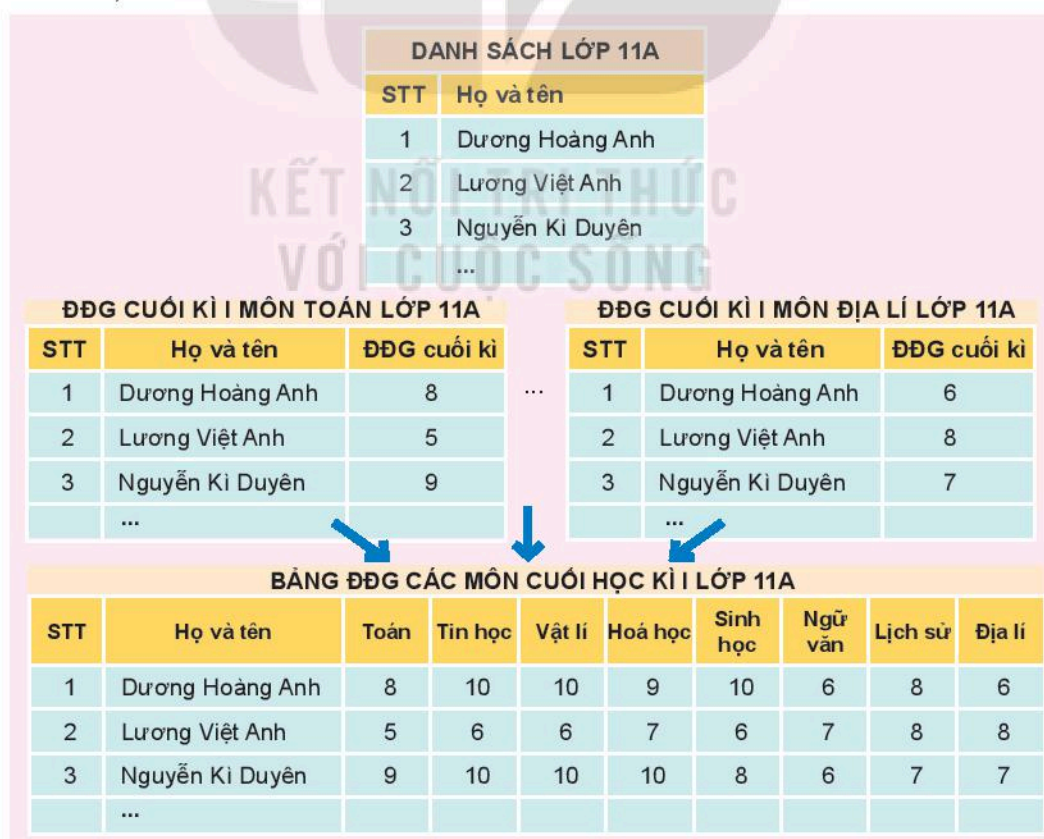 DANH SÁCH LỚP 11A
STT Họ và tên
1 Dương Hoàng Anh
2 Lương Việt Anh
3 Nguyễn Kì Duyên
...
KẾT NỐI TRI THỨC
VỚI CUỘC SỐNG
ĐĐG CUỐI KÌ I MÔN TOÁN LỚP 11A
STT Họ và tên ĐĐG cuối kì
1 Dương Hoàng Anh 8
2 Lương Việt Anh 5
3 Nguyễn Kì Duyên 9
...
...
ĐĐG CUỐI KÌ I MÔN ĐỊA LÍ LỚP 11A
STT Họ và tên ĐĐG cuối kì
1 Dương Hoàng Anh 6
2 Lương Việt Anh 8
3 Nguyễn Kì Duyên 7
...
BẢNG ĐĐG CÁC MÔN CUỐI HỌC KÌ I LỚP 11A
STT Họ và tên Toán Tin học Vật lí Hoá học Sinh học Ngữ văn Lịch sử Địa lí
1 Dương Hoàng Anh 8 10 10 9 10 6 8 6
2 Lương Việt Anh 5 6 6 7 6 7 8 8
3 Nguyễn Kì Duyên 9 10 10 10 8 6 7 7
...